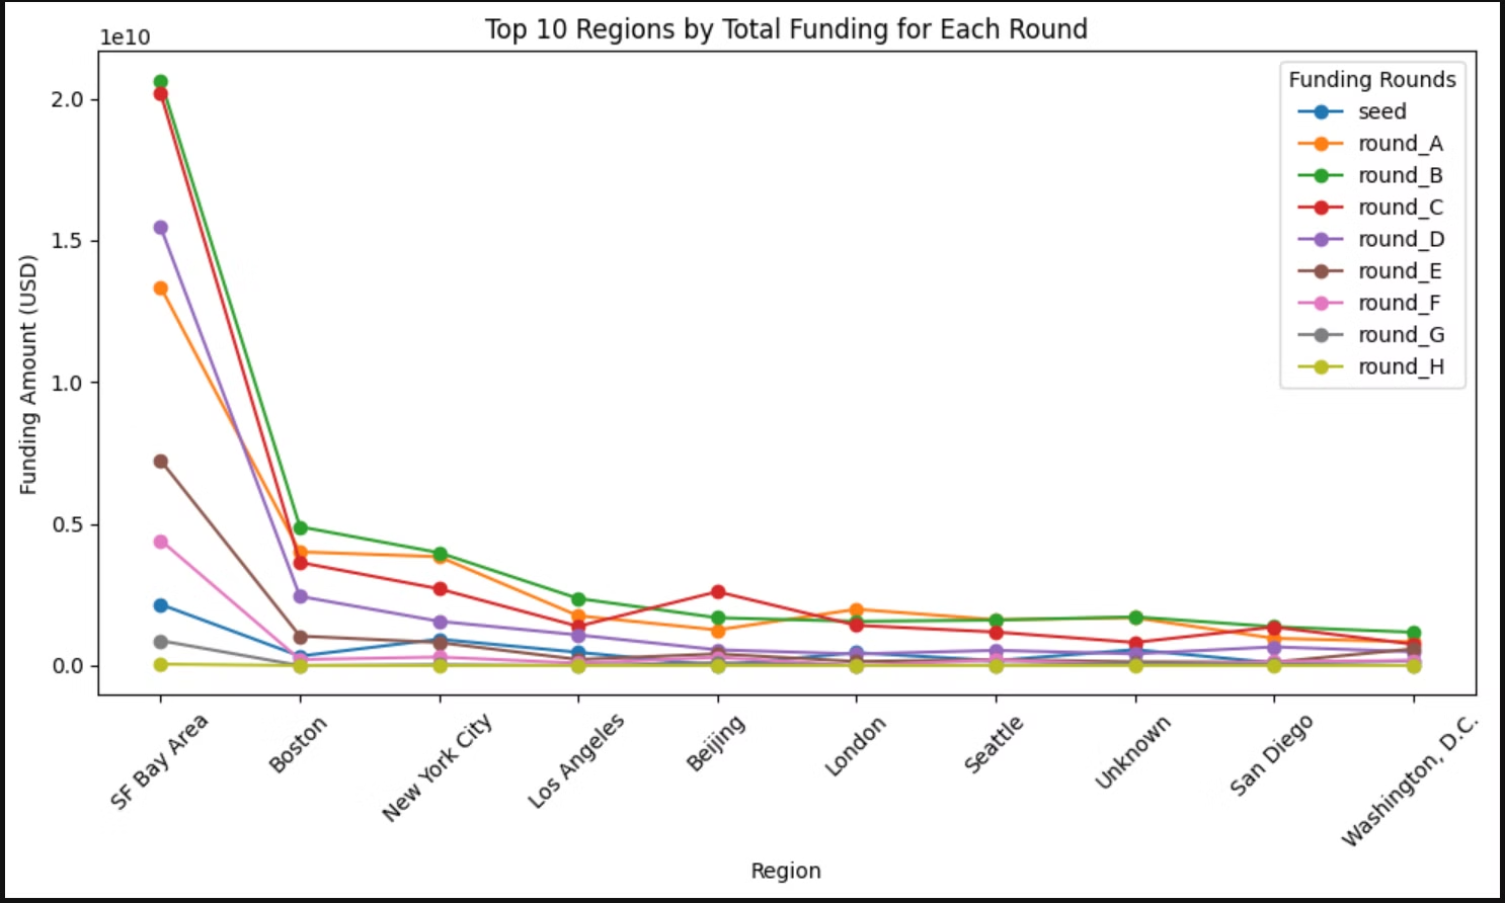 Top 10 Regions by Total Funding for Each Round
1e10
2.0
1.5
1.0
0.5
0.0
Funding Amount (USD)
Funding Rounds
seed
round_A
round_B
round_C
round_D
round_E
round_F
round_G
round_H
SF Bay Area
Boston
New York City
Los Angeles
Beijing
London
Seattle
Unknown
San Diego
Washington, D.C.
Region